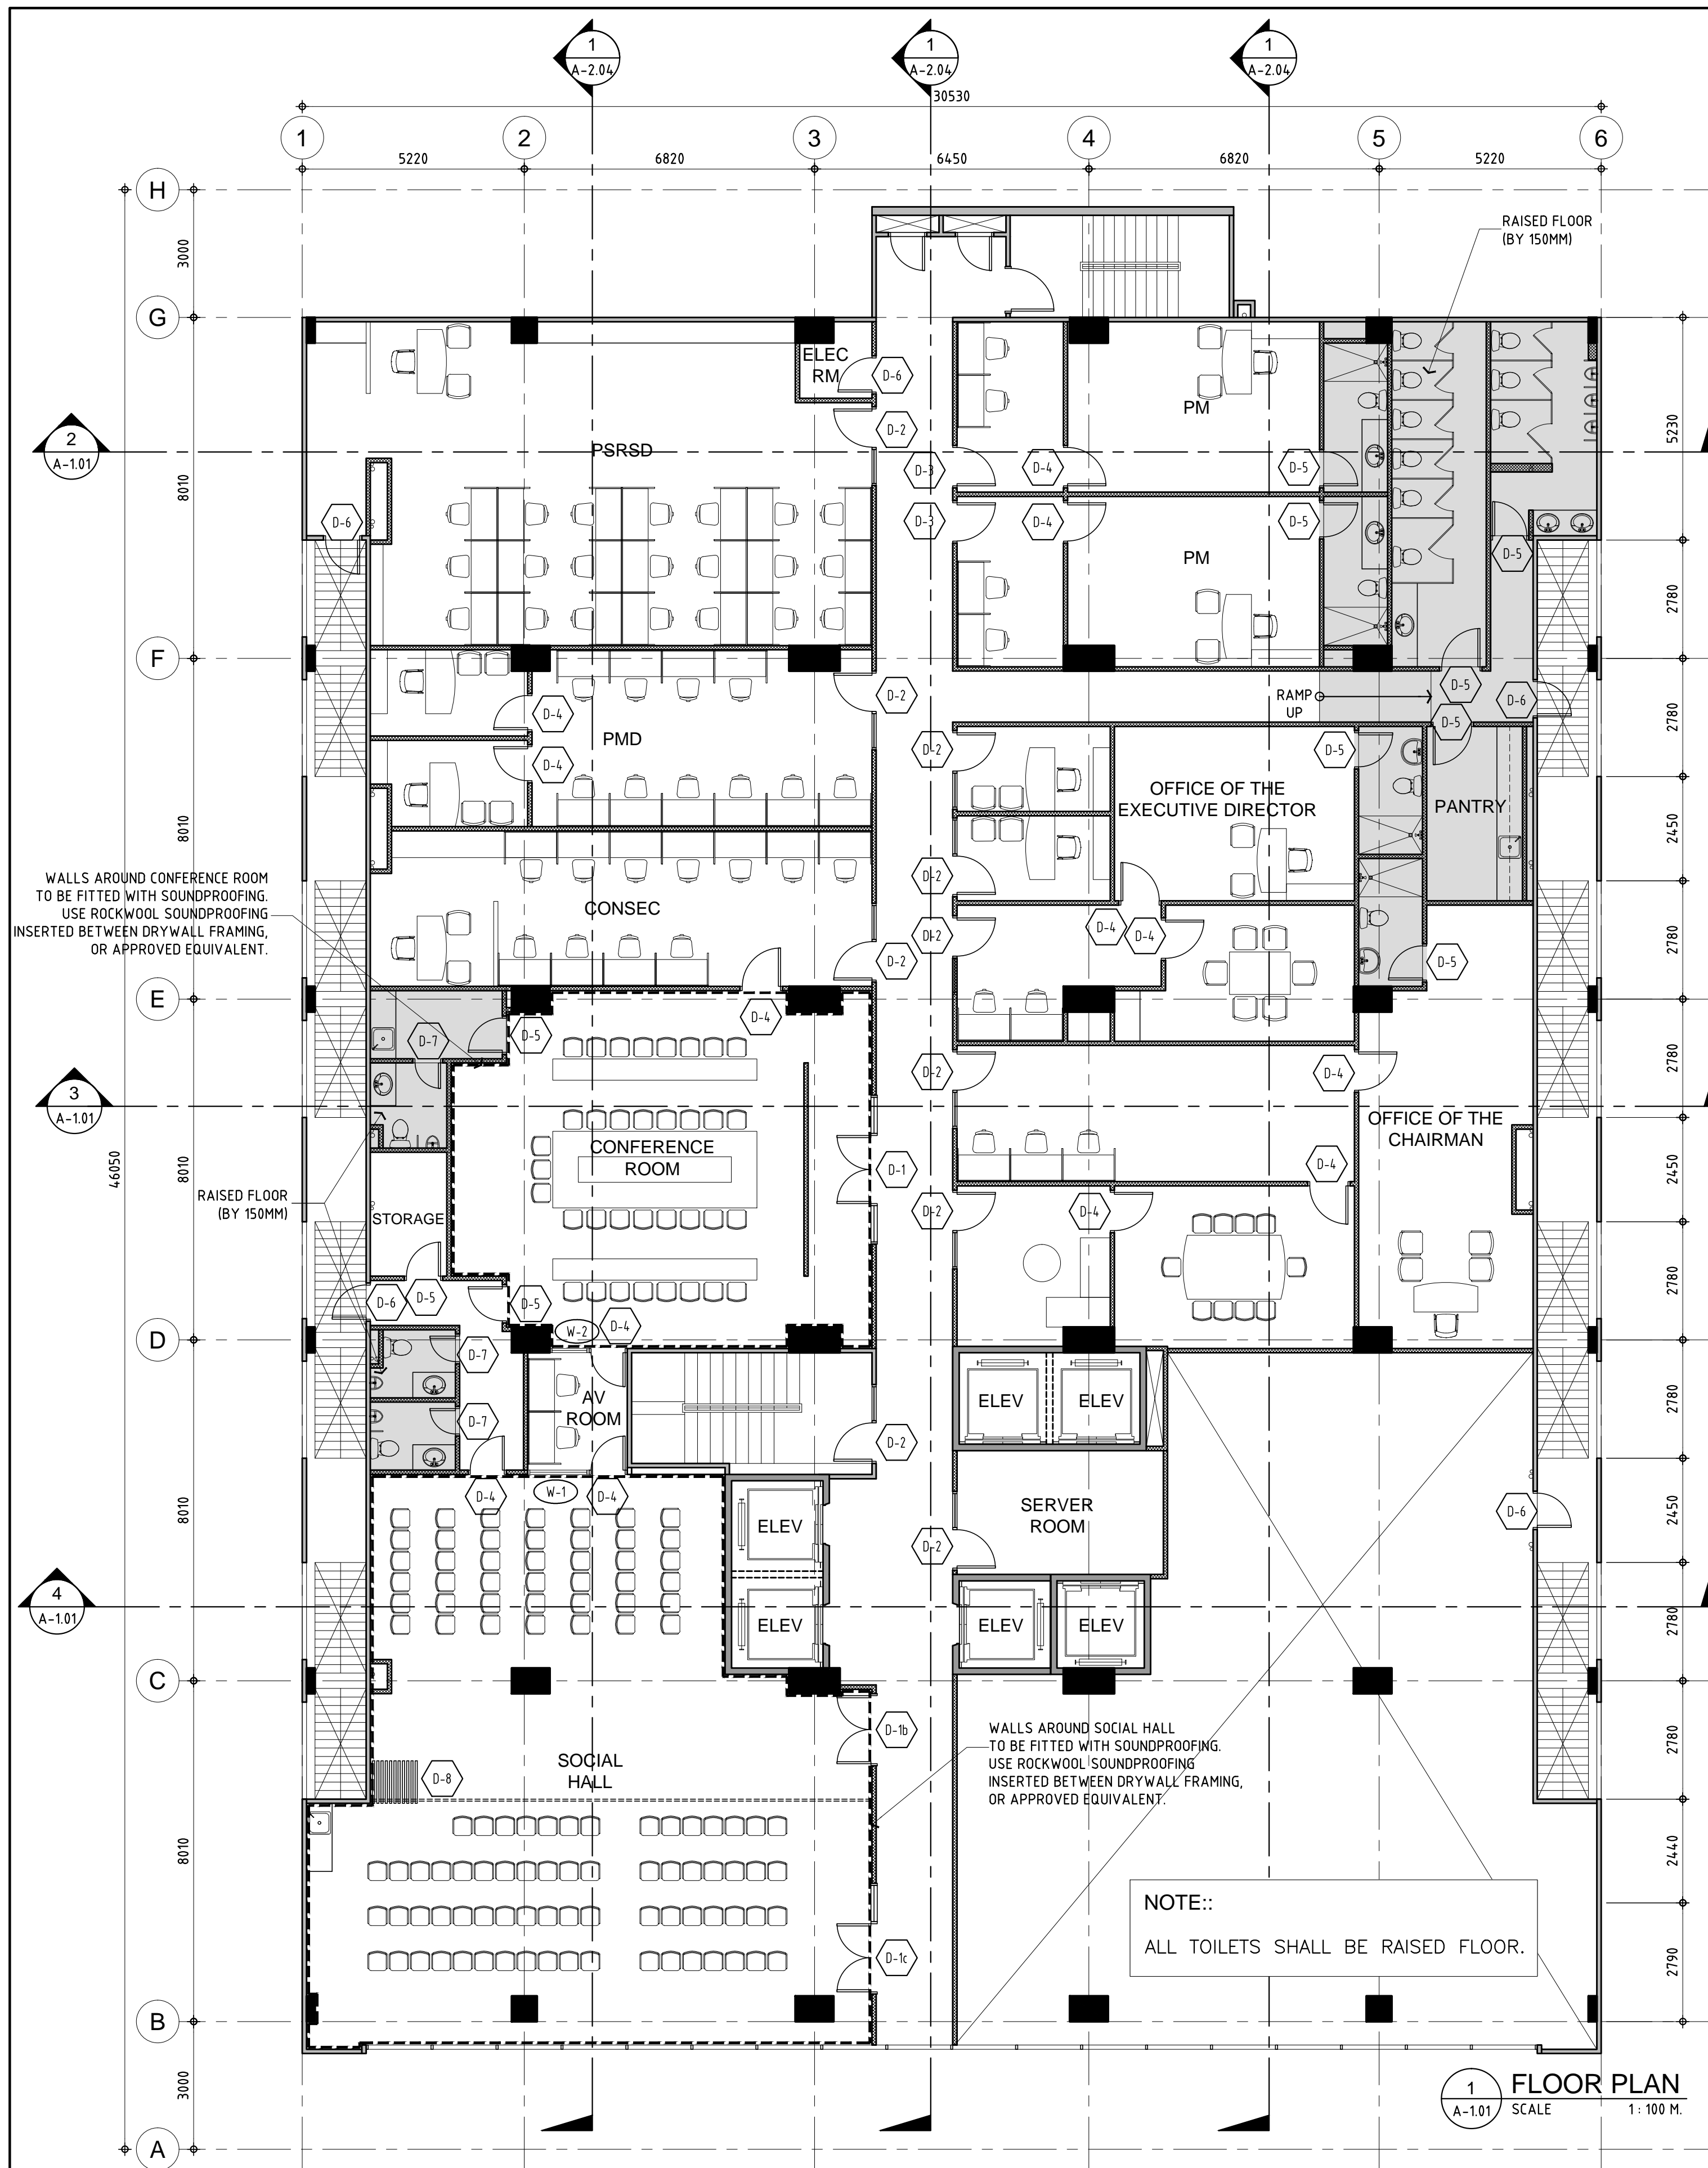 1
A-2.04
1
A-2.04
1
A-2.04
30530
1
2
3
4
5
6
5220
6820
6450
6820
5220
H
3000
RAISED FLOOR
(BY 150MM)
G
ELEC
RM
D-6
PM
D-2
5230
2
A-1.01
PSRSD
D-3
D-4
D-5
8010
D-6
D-3
D-4
D-5
D-5
PM
2780
F
D-5
D-2
RAMP
UP
D-6
D-4
D-5
2780
PMD
D-2
D-5
D-4
OFFICE OF THE
EXECUTIVE DIRECTOR
PANTRY
2450
8010
WALLS AROUND CONFERENCE ROOM
TO BE FITTED WITH SOUNDPROOFING.
USE ROCKWOOL SOUNDPROOFING
INSERTED BETWEEN DRYWALL FRAMING,
OR APPROVED EQUIVALENT.
D-2
CONSEC
D-4
D-2
D-4
D-2
D-5
2780
E
D-4
D-5
D-7
2780
D-2
D-4
3
A-1.01
OFFICE OF THE
CHAIRMAN
CONFERENCE
ROOM
46050
8010
D-1
D-4
2450
RAISED FLOOR
(BY 150MM)
STORAGE
D-2
D-4
2780
D-6
D-5
D-5
W-2
D-4
D
D-7
2780
AV
ROOM
ELEV
ELEV
D-7
D-2
D-4
W-1
D-4
8010
SERVER
ROOM
D-6
2450
ELEV
D-2
4
A-1.01
ELEV
ELEV
ELEV
2780
C
D-1b
WALLS AROUND SOCIAL HALL
TO BE FITTED WITH SOUNDPROOFING.
USE ROCKWOOL SOUNDPROOFING
INSERTED BETWEEN DRYWALL FRAMING,
OR APPROVED EQUIVALENT.
2780
SOCIAL
HALL
D-8
8010
2440
NOTE::
ALL TOILETS SHALL BE RAISED FLOOR.
D-1c
2790
B
3000
1
A-1.01
FLOOR PLAN
SCALE 1 : 100 M.
A